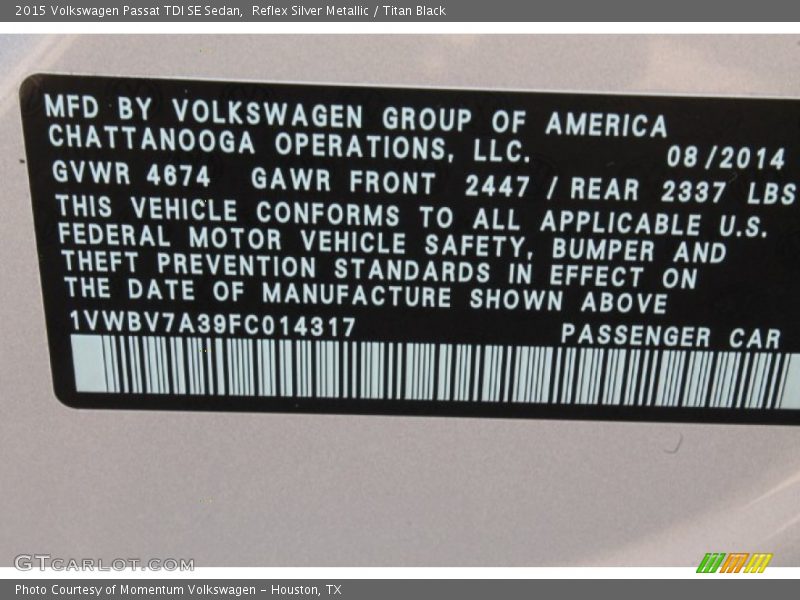 2015 Volkswagen Passat TDI SE Sedan,  Reflex Silver Metallic / Titan Black
MFD BY VOLKSWAGEN GROUP OF AMERICA
CHATTANOOGA OPERATIONS, LLC.
08/2014
GVWR 4674 GAWR FRONT 2447 / REAR 2337 LBS
THIS VEHICLE CONFORMS TO ALL APPLICABLE U.S.
FEDERAL MOTOR VEHICLE SAFETY, BUMPER AND
THEFT PREVENTION STANDARDS IN EFFECT ON
THE DATE OF MANUFACTURE SHOWN ABOVE
1VWBV7A39FC014317 PASSENGER CAR
GTcarlot.com
Photo Courtesy of Momentum Volkswagen - Houston, TX